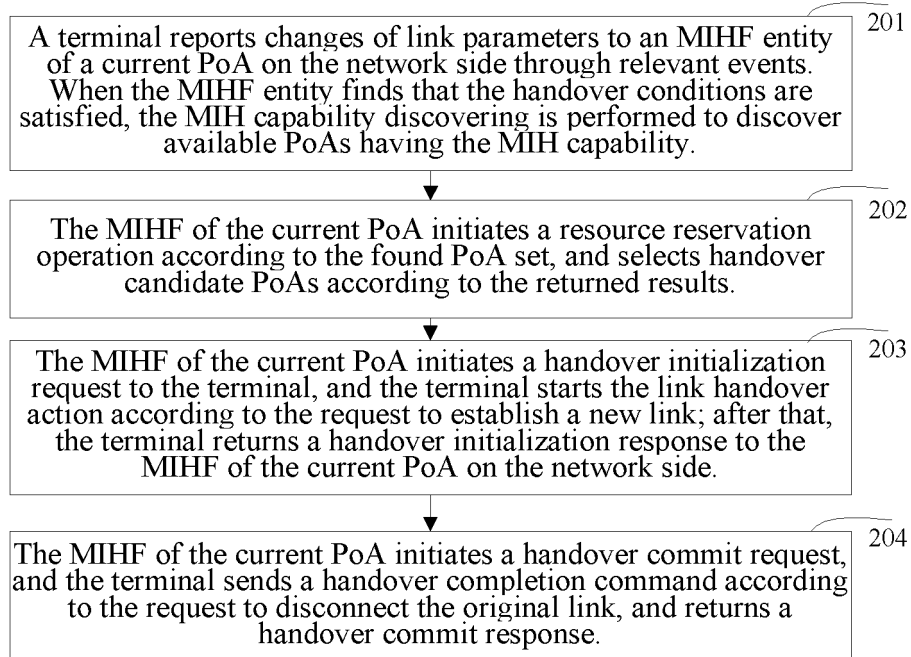 201
A terminal reports changes of link parameters to an MIHF entity
of a current PoA on the network side through relevant events.
When the MIHF entity finds that the handover conditions are
satisfied, the MIH capability discovering is performed to discover
available PoAs having the MIH capability.
202
The MIHF of the current PoA initiates a resource reservation
operation according to the found PoA set, and selects handover
candidate PoAs according to the returned results.
203
The MIHF of the current PoA initiates a handover initialization
request to the terminal, and the terminal starts the link handover
action according to the request to establish a new link; after that,
the terminal returns a handover initialization response to the
MIHF of the current PoA on the network side.
204
The MIHF of the current PoA initiates a handover commit request,
and the terminal sends a handover completion command according
to the request to disconnect the original link, and returns a
handover commit response.